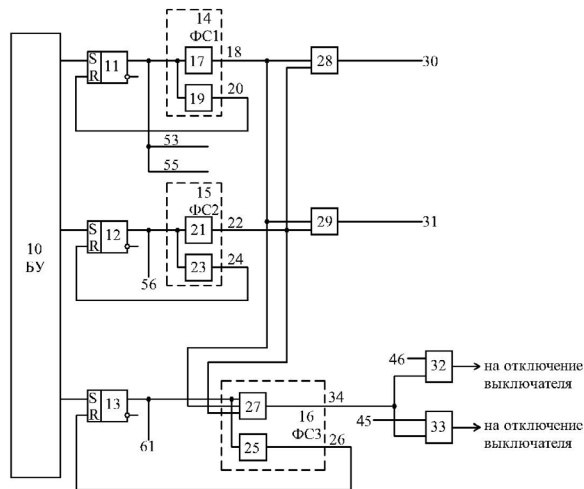 14
ФС1
S
R
11
17
18
19
20
28
30
53
55
15
ФС2
S
R
12
21
22
23
24
29
31
56
10
БУ
S
R
13
27
34
16
ФС3
25
26
61
46
32
на отключение
выключателя
45
33
на отключение
выключателя